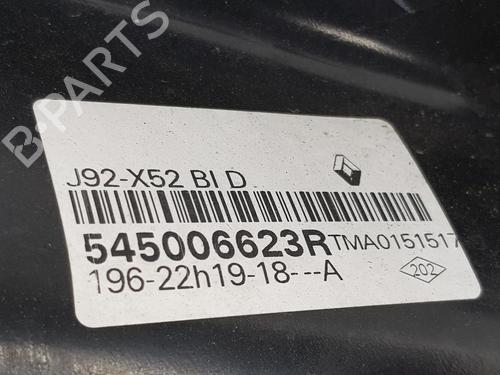 B-PARTS
J92-X52 BI D
545006623R TMA0151517
196-22h19-18---A
202